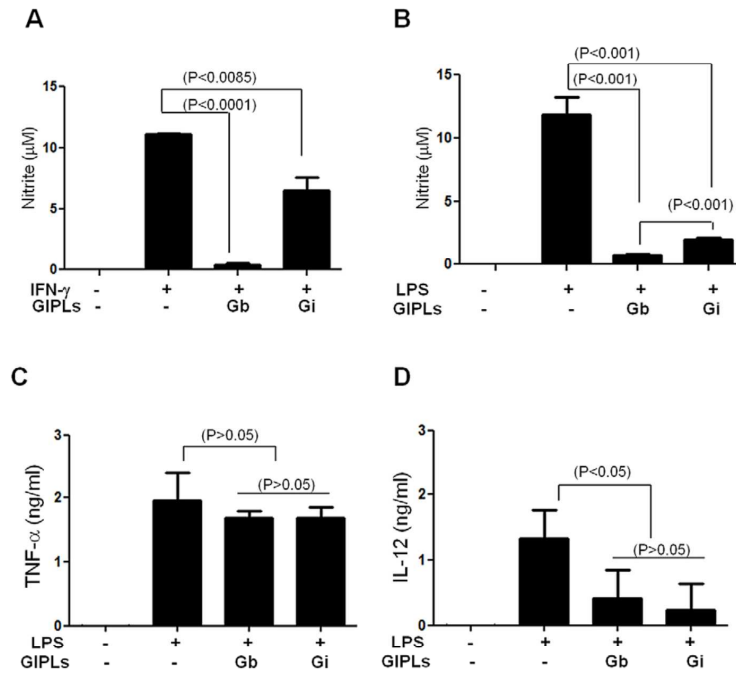 A
(P<0.0085)
(P<0.0001)
15
10
5
0
Nitrite (μM)
IFN-γ - + + +
GIPLs - - Gb Gi
B
(P<0.001)
(P<0.001)
(P<0.001)
15
10
5
0
Nitrite (μM)
LPS - + + +
GIPLs - - Gb Gi
C
(P>0.05)
(P>0.05)
3
2
1
0
TNF-α (ng/ml)
LPS - + + +
GIPLs - - Gb Gi
D
(P<0.05)
(P>0.05)
3
2
1
0
IL-12 (ng/ml)
LPS - + + +
GIPLs - - Gb Gi